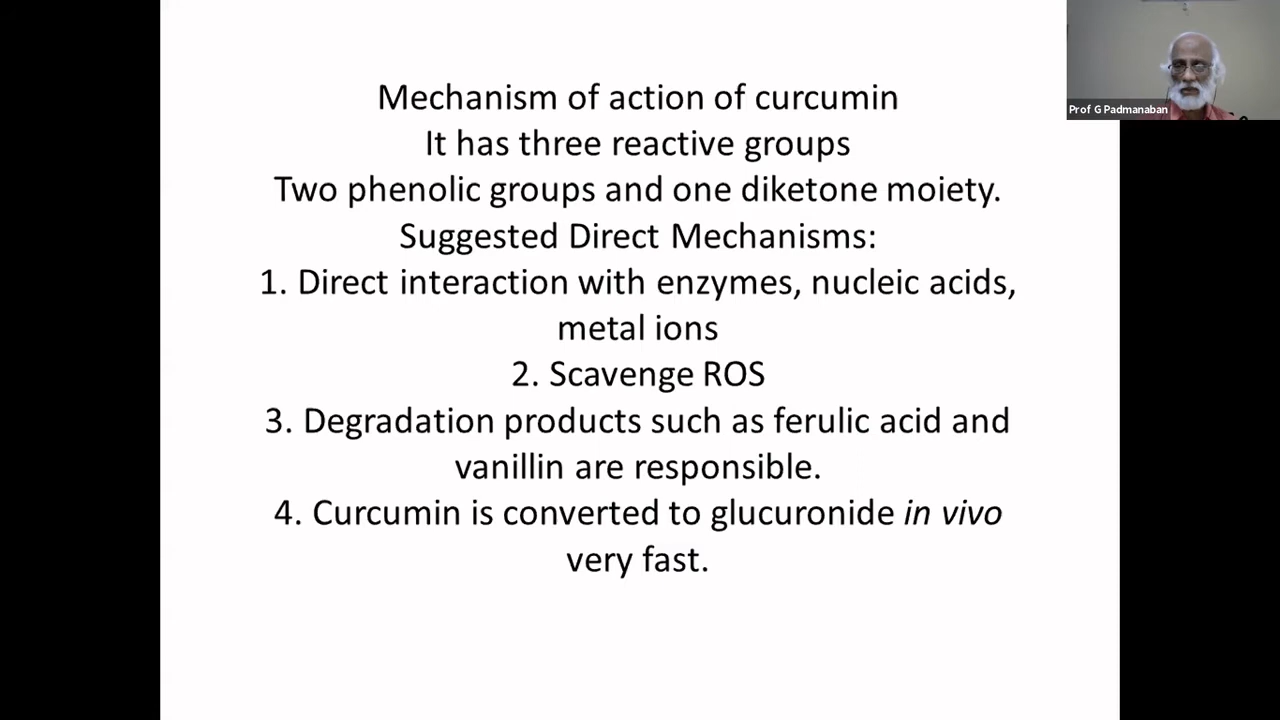 Mechanism of action of curcumin
It has three reactive groups
Two phenolic groups and one diketone moiety.
Suggested Direct Mechanisms:
1. Direct interaction with enzymes, nucleic acids,
metal ions
2. Scavenge ROS
3. Degradation products such as ferulic acid and
vanillin are responsible.
4. Curcumin is converted to glucuronide in vivo
very fast.
Prof G Padmanaban